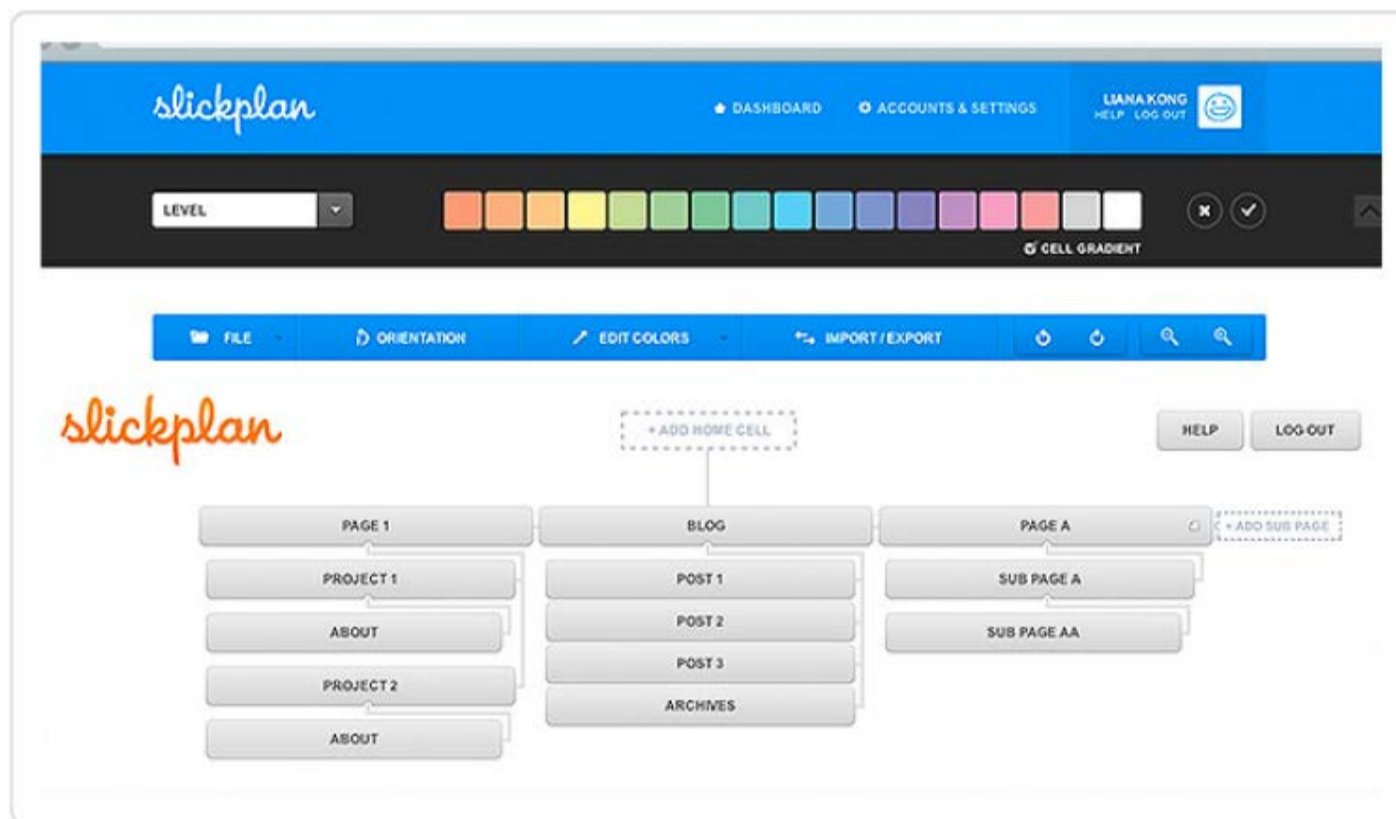 slickplan
DASHBOARD ACCOUNTS & SETTINGS
LIANA KONG
HELP LOG OUT
LEVEL
CELL GRADIENT
FILE ORIENTATION EDIT COLORS IMPORT / EXPORT
slickplan
+ ADD HOME CELL
HELP LOG OUT
PAGE 1 BLOG PAGE A + ADD SUB PAGE
PROJECT 1 POST 1 SUB PAGE A
ABOUT POST 2 SUB PAGE AA
POST 3
PROJECT 2
ARCHIVES
ABOUT